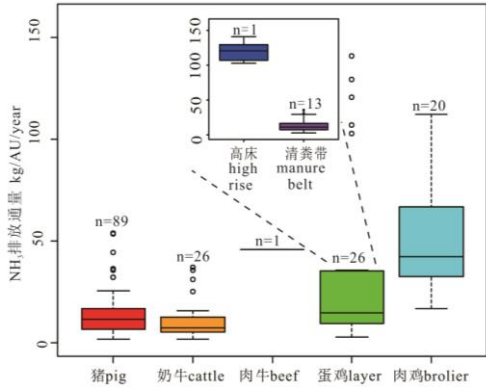 NH₃排放通量 kg/AU/year
150
100
50
0
n=89
n=26
n=1
n=26
n=20
猪pig
奶牛cattle
肉牛beef
蛋鸡layer
肉鸡brolier
150
100
50
0
n=1
n=13
高床
high
rise
清粪带
manure
belt